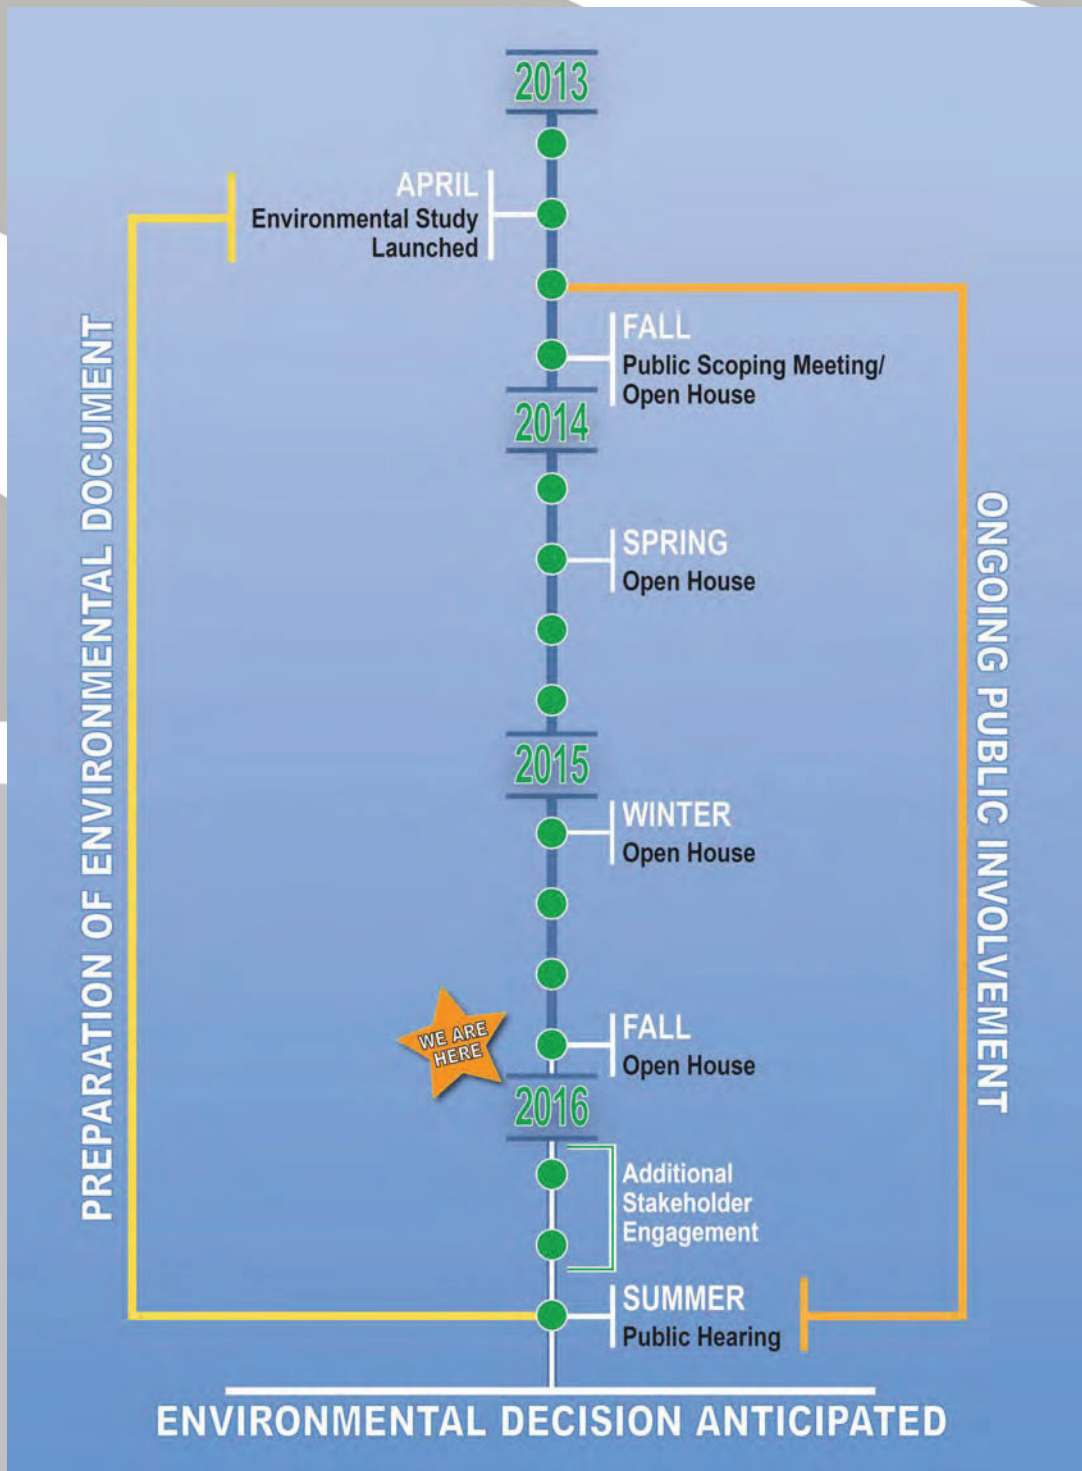 2013
APRIL
Environmental Study
Launched
FALL
Public Scoping Meeting/
Open House
2014
SPRING
Open House
2015
WINTER
Open House
WE ARE
HERE
FALL
Open House
2016
Additional
Stakeholder
Engagement
SUMMER
Public Hearing
PREPARATION OF ENVIRONMENTAL DOCUMENT
ONGOING PUBLIC INVOLVEMENT
ENVIRONMENTAL DECISION ANTICIPATED